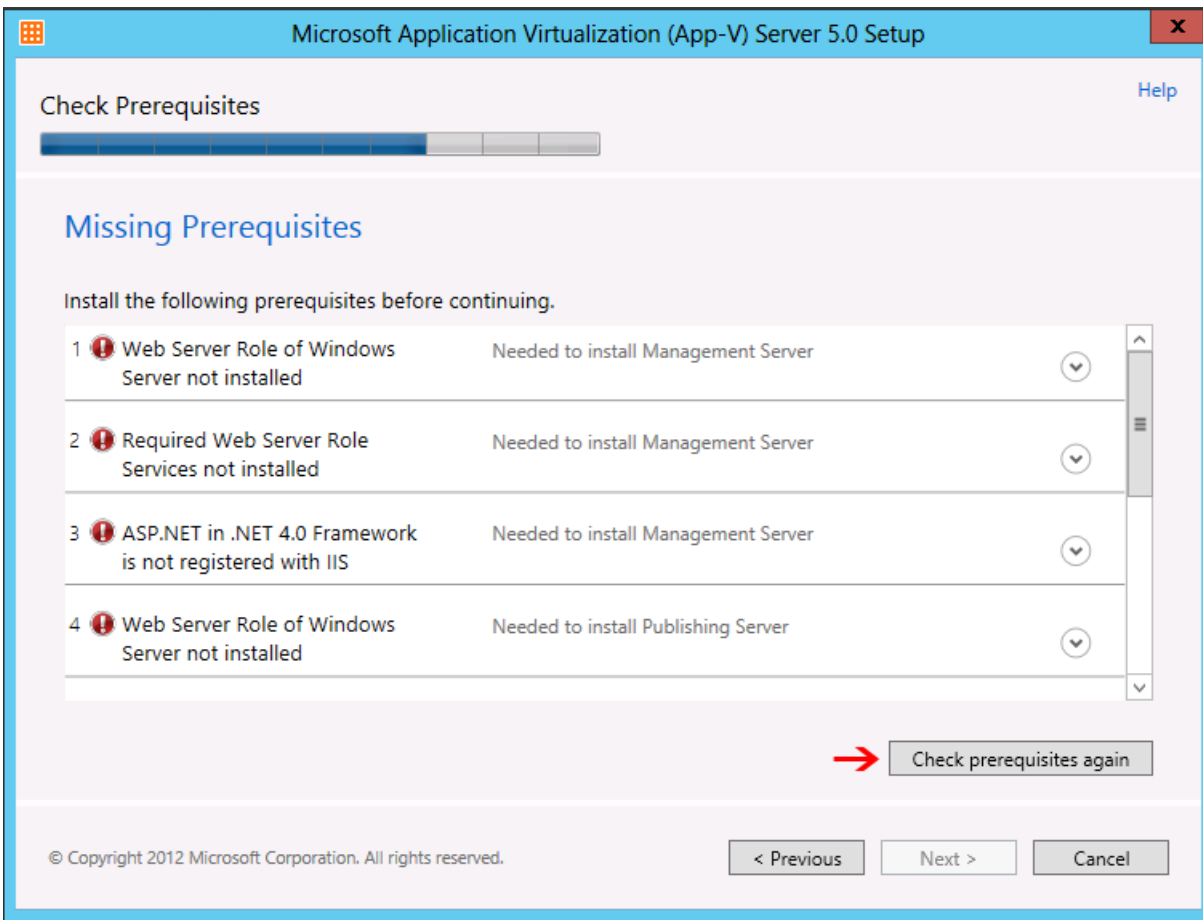 Microsoft Application Virtualization (App-V) Server 5.0 Setup
x
Help
Check Prerequisites
Missing Prerequisites
Install the following prerequisites before continuing.
1 Web Server Role of Windows
Server not installed
Needed to install Management Server
2 Required Web Server Role
Services not installed
Needed to install Management Server
3 ASP.NET in .NET 4.0 Framework
is not registered with IIS
Needed to install Management Server
4 Web Server Role of Windows
Server not installed
Needed to install Publishing Server
Check prerequisites again
© Copyright 2012 Microsoft Corporation. All rights reserved.
< Previous
Next >
Cancel